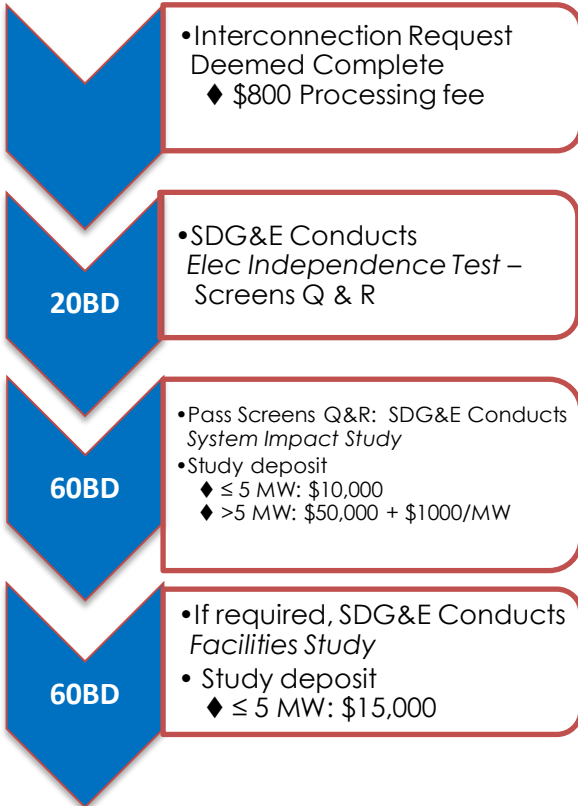 •Interconnection Request
Deemed Complete
♦ $800 Processing fee
20BD
•SDG&E Conducts
Elec Independence Test –
Screens Q & R
60BD
•Pass Screens Q&R: SDG&E Conducts
System Impact Study
•Study deposit
♦ ≤ 5 MW: $10,000
♦ >5 MW: $50,000 + $1000/MW
60BD
•If required, SDG&E Conducts
Facilities Study
• Study deposit
♦ ≤ 5 MW: $15,000